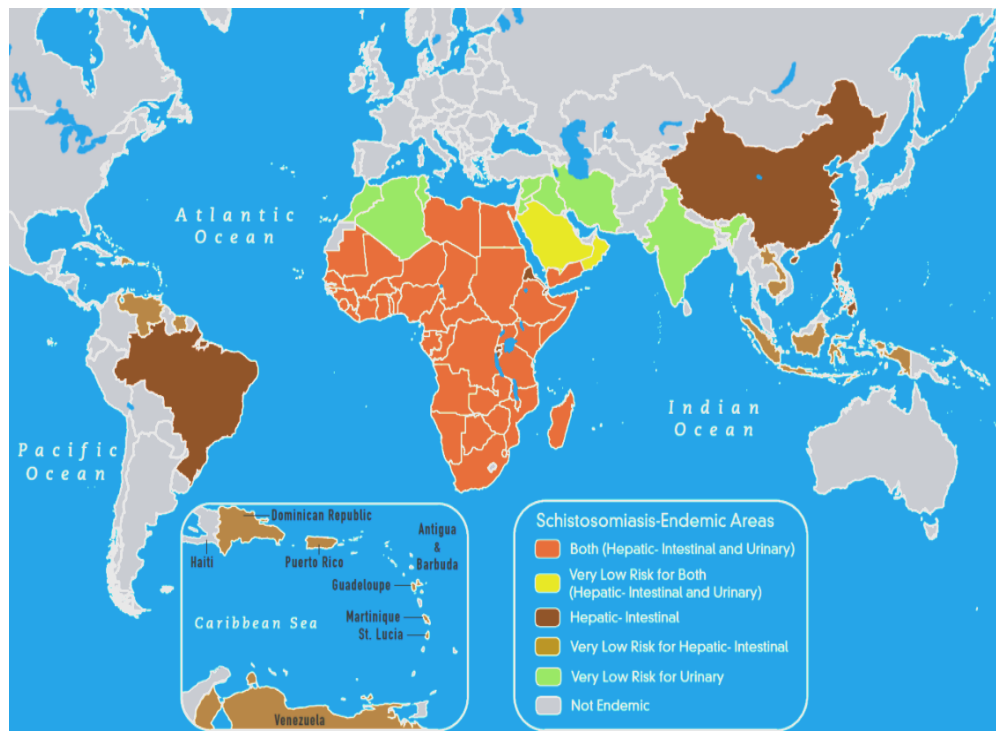 Atlantic
Ocean
Pacific
Ocean
Indian
Ocean
Dominican Republic
Haiti
Puerto Rico
Antigua
&
Barbuda
Guadeloupe
Martinique
St. Lucia
Caribbean Sea
Venezuela
Schistosomiasis-Endemic Areas
Both (Hepatic- Intestinal and Urinary)
Very Low Risk for Both
(Hepatic- Intestinal and Urinary)
Hepatic- Intestinal
Very Low Risk for Hepatic- Intestinal
Very Low Risk for Urinary
Not Endemic